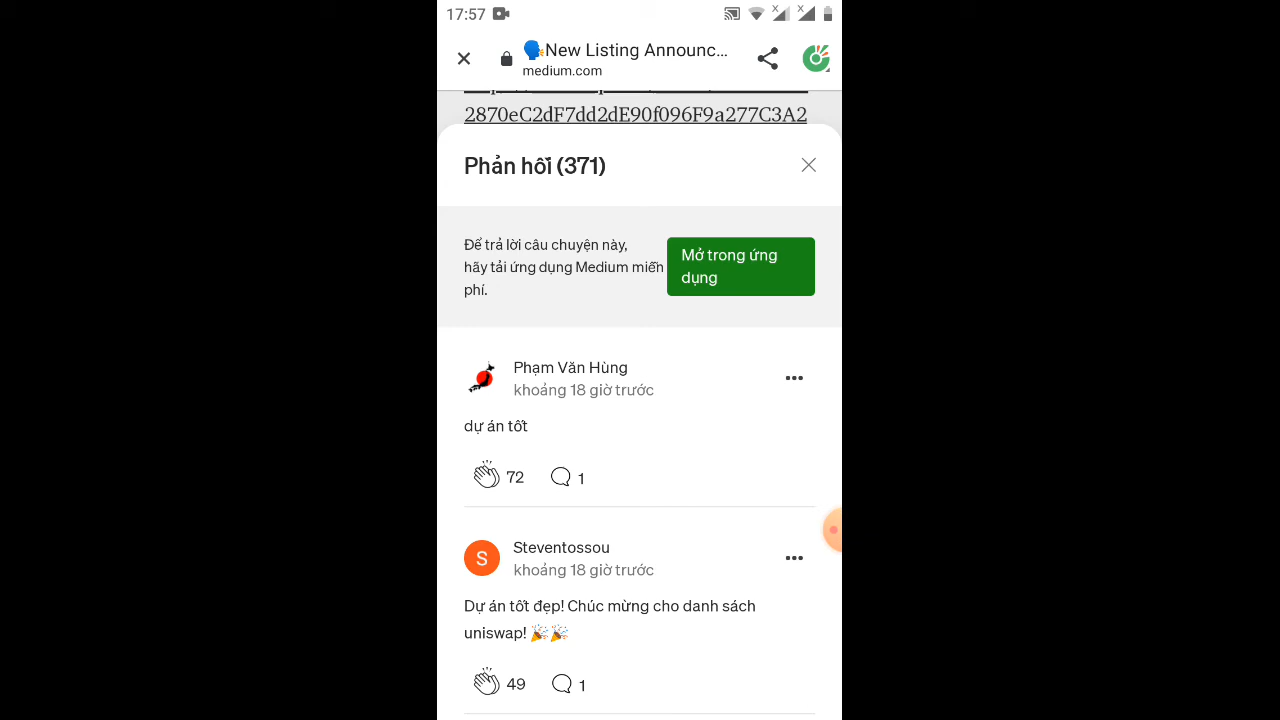 17:57
🗣New Listing Announc...
medium.com
2870eC2dF7dd2dE90f096F9a277C3A2
Phản hồi (371)
Để trả lời câu chuyện này,
hãy tải ứng dụng Medium miễn
phí.
Mở trong ứng
dụng
Phạm Văn Hùng
khoảng 18 giờ trước
dự án tốt
72 1
S
Steventossou
khoảng 18 giờ trước
Dự án tốt đẹp! Chúc mừng cho danh sách
uniswap! 🎉🎉
49 1